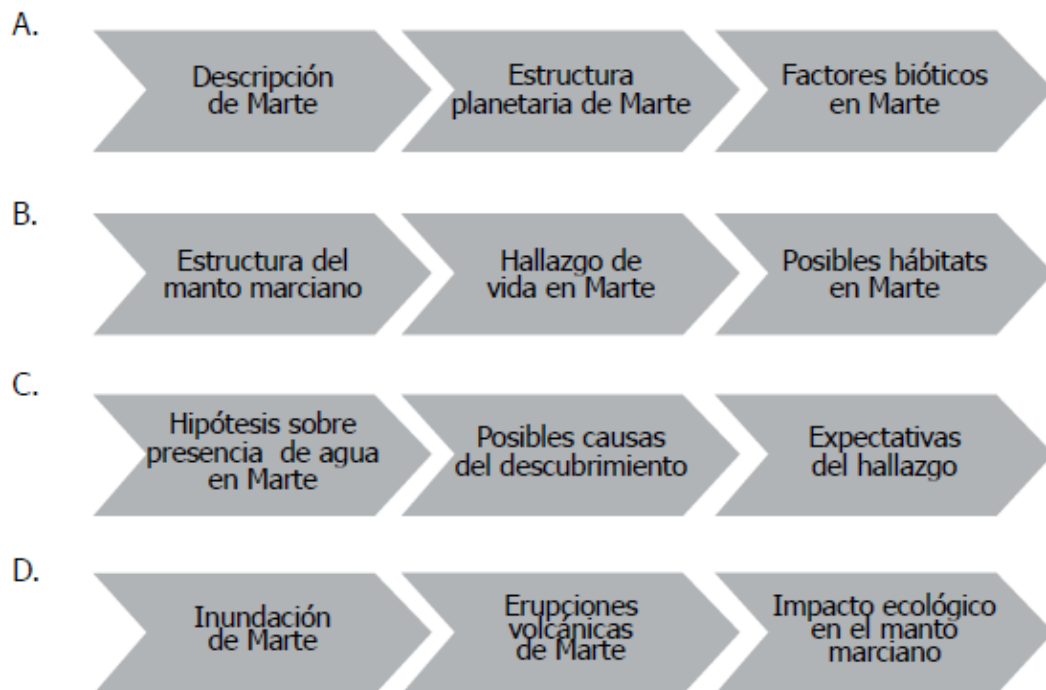 A.
Descripción
de Marte
Estructura
planetaria de Marte
Factores bióticos
en Marte
B.
Estructura del
manto marciano
Hallazgo de
vida en Marte
Posibles hábitats
en Marte
C.
Hipótesis sobre
presencia de agua
en Marte
Posibles causas
del descubrimiento
Expectativas
del hallazgo
D.
Inundación
de Marte
Erupciones
volcánicas
de Marte
Impacto ecológico
en el manto
marciano